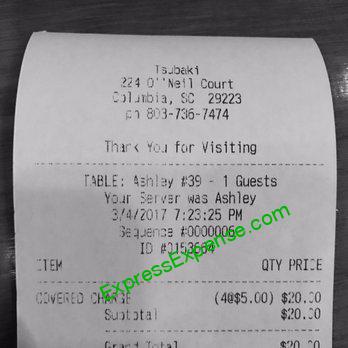 Tsubaki
224 O'Neil Court
Columbia, SC 29223
ph 803-736-7474
Thank You for Visiting
TABLE: Ashley #39 - 1 Guests
Your Server was Ashley
3/4/2017 7:23:25 PM
Sequence #0000006
ID #0153664
ITEM QTY PRICE
COVERED CHARGE (4@$5.00) $20.00
Subtotal $20.00
Grand Total $20.00
ExpressExpense.com